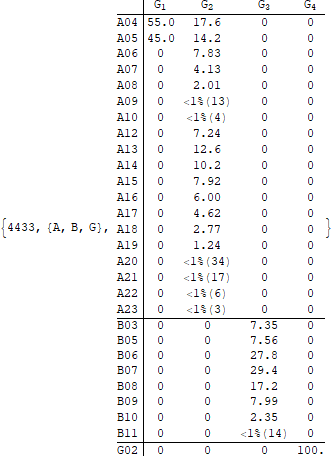 G1 G2 G3 G4
A04 55.0 17.6 0 0
A05 45.0 14.2 0 0
A06 0 7.83 0 0
A07 0 4.13 0 0
A08 0 2.01 0 0
A09 0 <1%(13) 0 0
A10 0 <1%(4) 0 0
A12 0 7.24 0 0
A13 0 12.6 0 0
A14 0 10.2 0 0
A15 0 7.92 0 0
A16 0 6.00 0 0
A17 0 4.62 0 0
{4433, {A, B, G}, A18 0 2.77 0 0 }
A19 0 1.24 0 0
A20 0 <1%(34) 0 0
A21 0 <1%(17) 0 0
A22 0 <1%(6) 0 0
A23 0 <1%(3) 0 0
B03 0 0 7.35 0
B05 0 0 7.56 0
B06 0 0 27.8 0
B07 0 0 29.4 0
B08 0 0 17.2 0
B09 0 0 7.99 0
B10 0 0 2.35 0
B11 0 0 <1%(14) 0
G02 0 0 0 100.